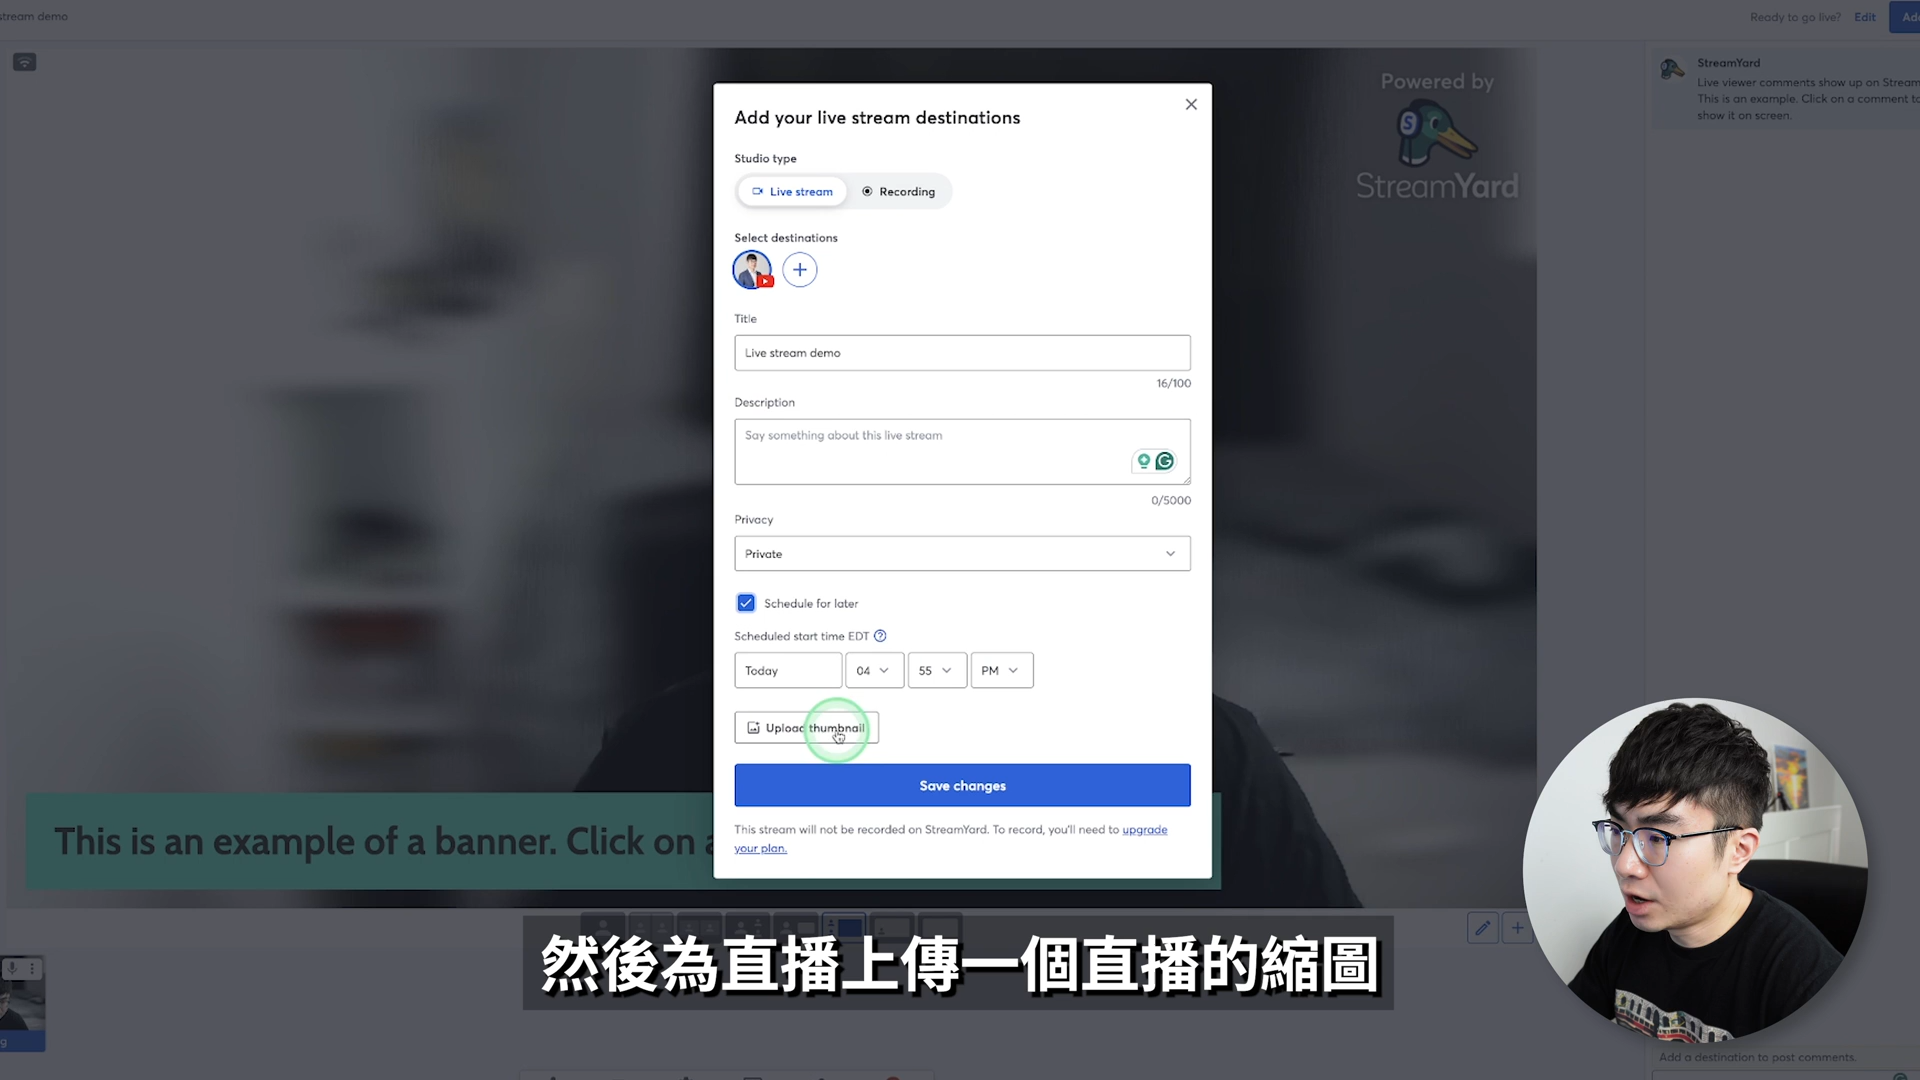 stream demo
Ready to go live? Edit
Powered by
StreamYard
StreamYard
Live viewer comments show up on Stream
This is an example. Click on a comment to
show it on screen.
Add your live stream destinations
Studio type
Live stream
Recording
Select destinations
Title
Live stream demo
16/100
Description
Say something about this live stream
0/5000
Privacy
Private
Schedule for later
Scheduled start time EDT
Today
04
55
PM
Upload thumbnail
Save changes
This stream will not be recorded on StreamYard. To record, you'll need to upgrade
your plan.
This is an example of a banner. Click on a
然後為直播上傳一個直播的縮圖
Add a destination to post comments.